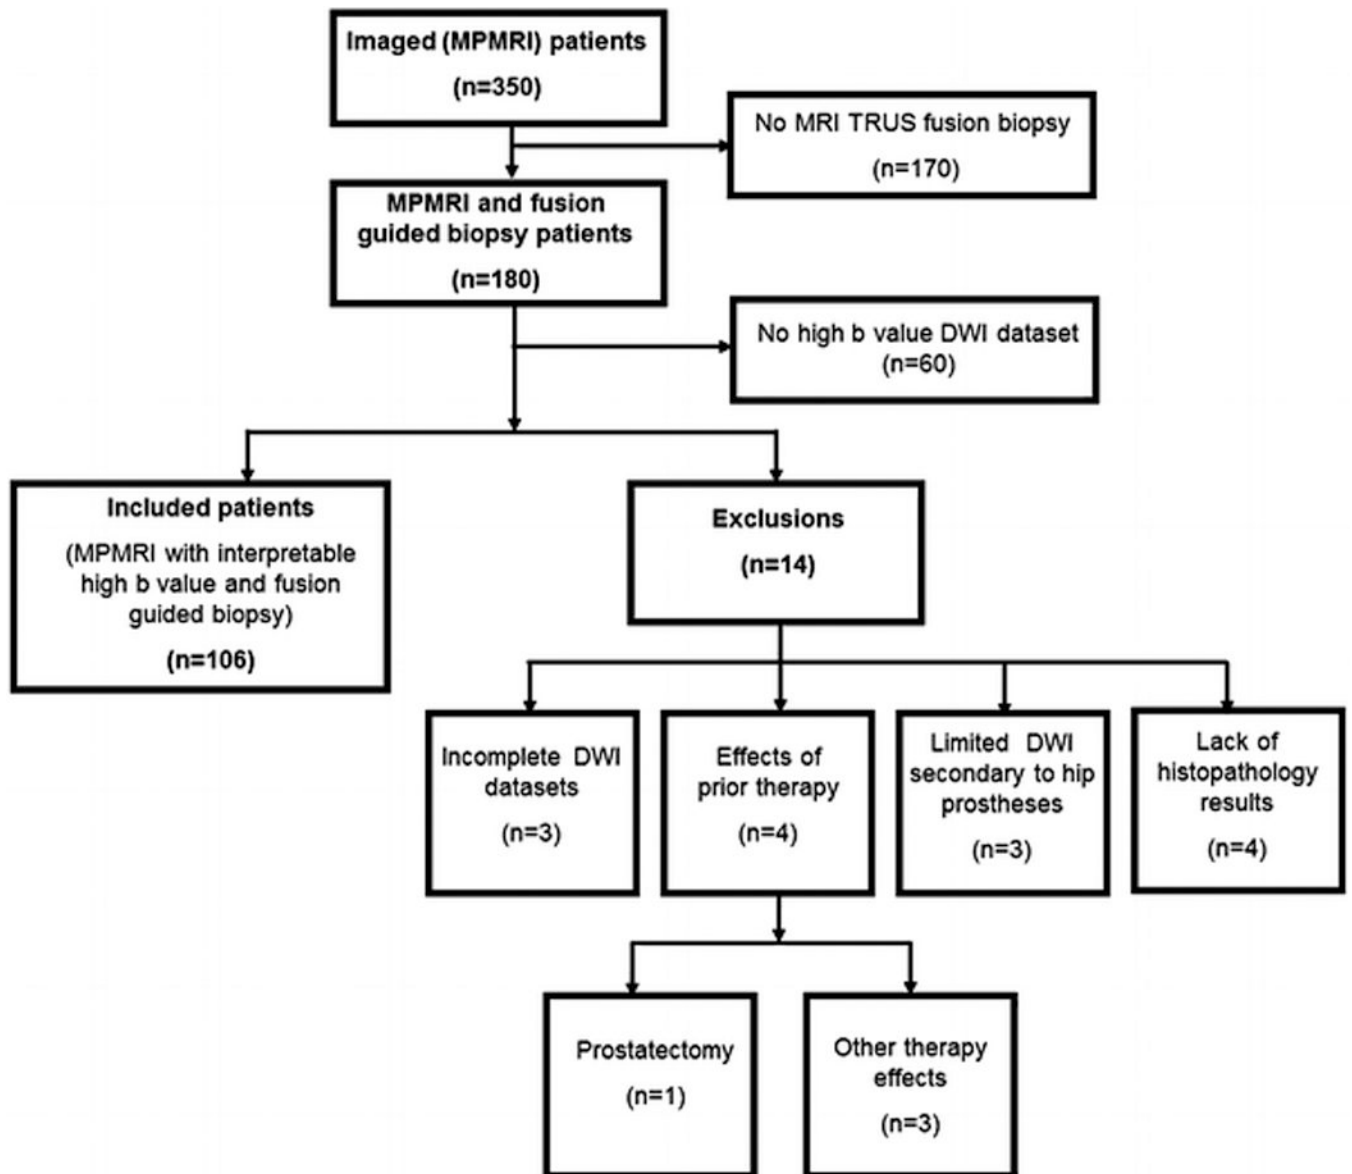 Imaged (MPMRI) patients
(n=350)
No MRI TRUS fusion biopsy
(n=170)
MPMRI and fusion
guided biopsy patients
(n=180)
No high b value DWI dataset
(n=60)
Included patients
(MPMRI with interpretable
high b value and fusion
guided biopsy)
(n=106)
Exclusions
(n=14)
Incomplete DWI
datasets
(n=3)
Effects of
prior therapy
(n=4)
Limited DWI
secondary to hip
prostheses
(n=3)
Lack of
histopathology
results
(n=4)
Prostatectomy
(n=1)
Other therapy
effects
(n=3)